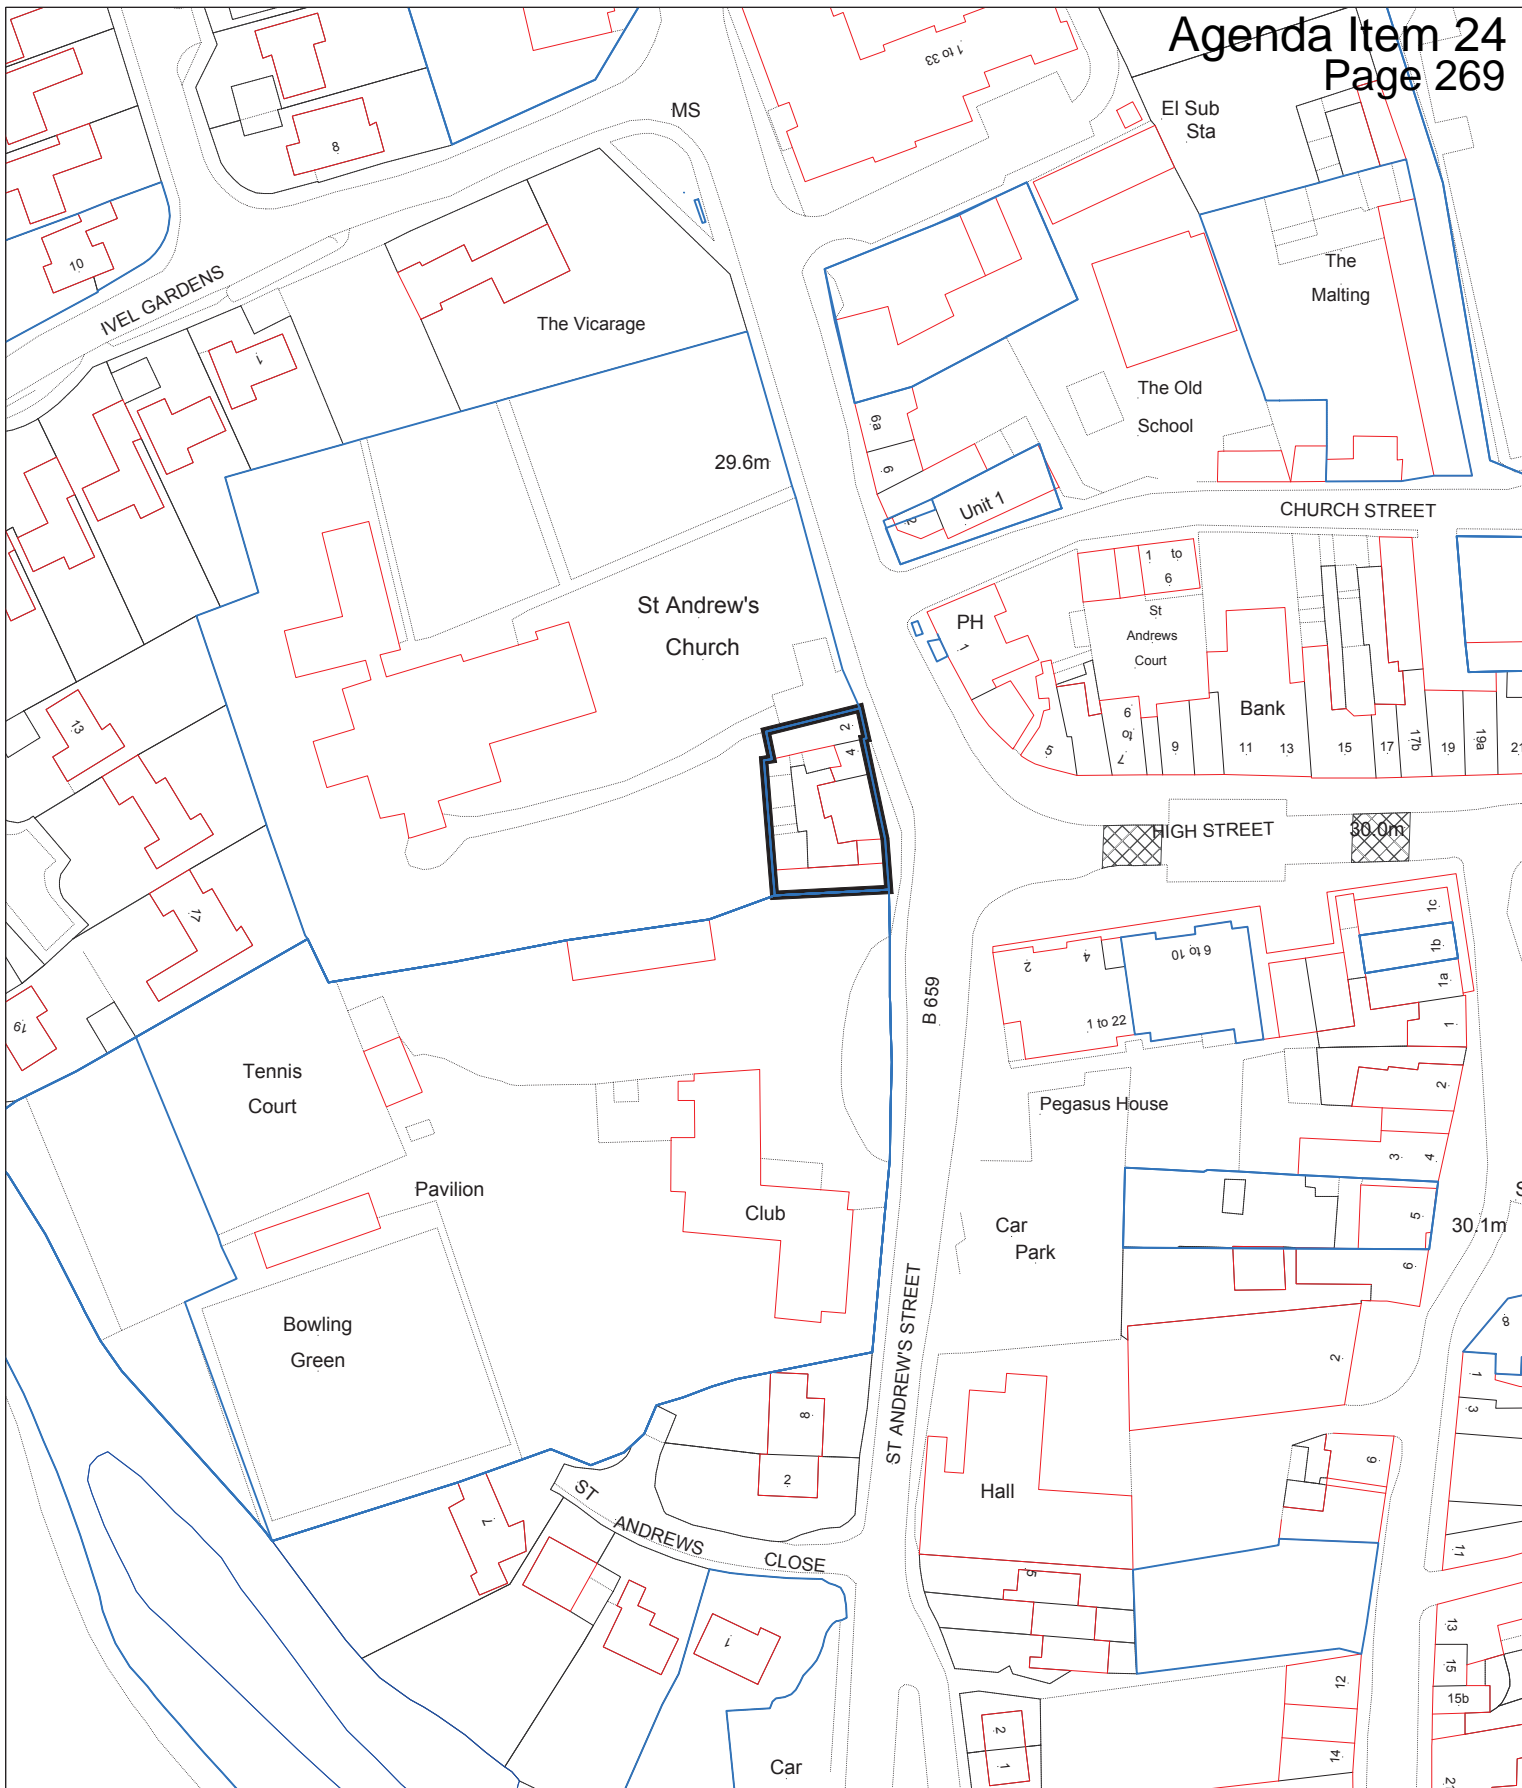 Agenda Item 24
Page 269
1 to 33
MS
El Sub
Sta
8
10
IVEL GARDENS
The Vicarage
The
Malting
1
The Old
School
6a
6
29.6m
Unit 1
2
CHURCH STREET
1 to
6
St Andrew's
Church
PH
1
St
Andrews
Court
13
2
4
5
6
to
7
9
Bank
11
13
15
17
17b
19
19a
21
HIGH STREET
30.0m
17
1c
1b
1a
2
4
6 to 10
1 to 22
B 659
19
1
Tennis
Court
2
Pegasus House
3
4
Pavilion
Club
Car
Park
5
30.1m
S
6
Bowling
Green
ST ANDREW'S STREET
8
2
1
3
8
2
Hall
9
ST
ANDREWS
CLOSE
7
11
5
1
13
12
15
15b
2
1
14
Car
21